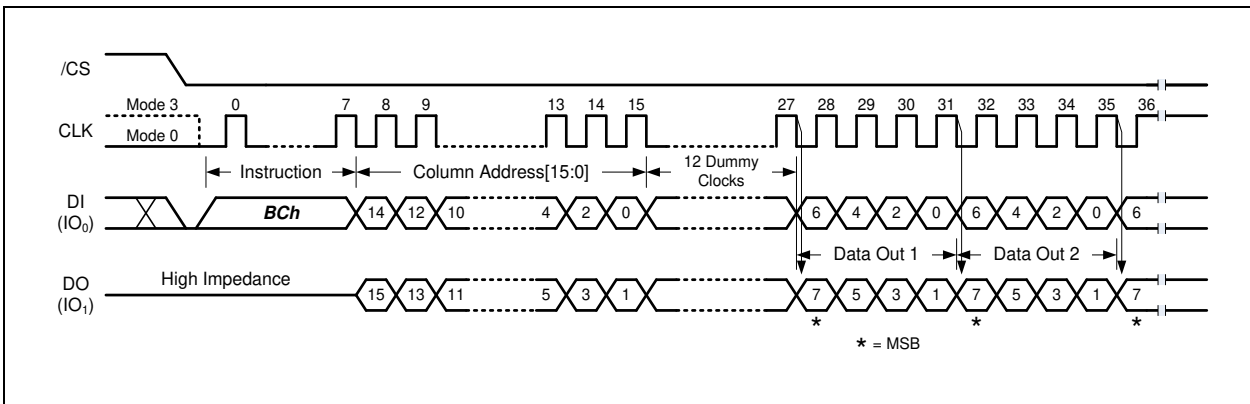 /CS
Mode 3
0 7 8 9 13 14 15 27 28 29 30 31 32 33 34 35 36
CLK
Mode 0
Instruction
Column Address[15:0]
12 Dummy
Clocks
DI
(IO₀)
BCh
14 12 10 4 2 0 6 4 2 0 6 4 2 0 6
Data Out 1
Data Out 2
High Impedance
DO
(IO₁)
15 13 11 5 3 1 7 5 3 1 7 5 3 1 7
* * *
* = MSB